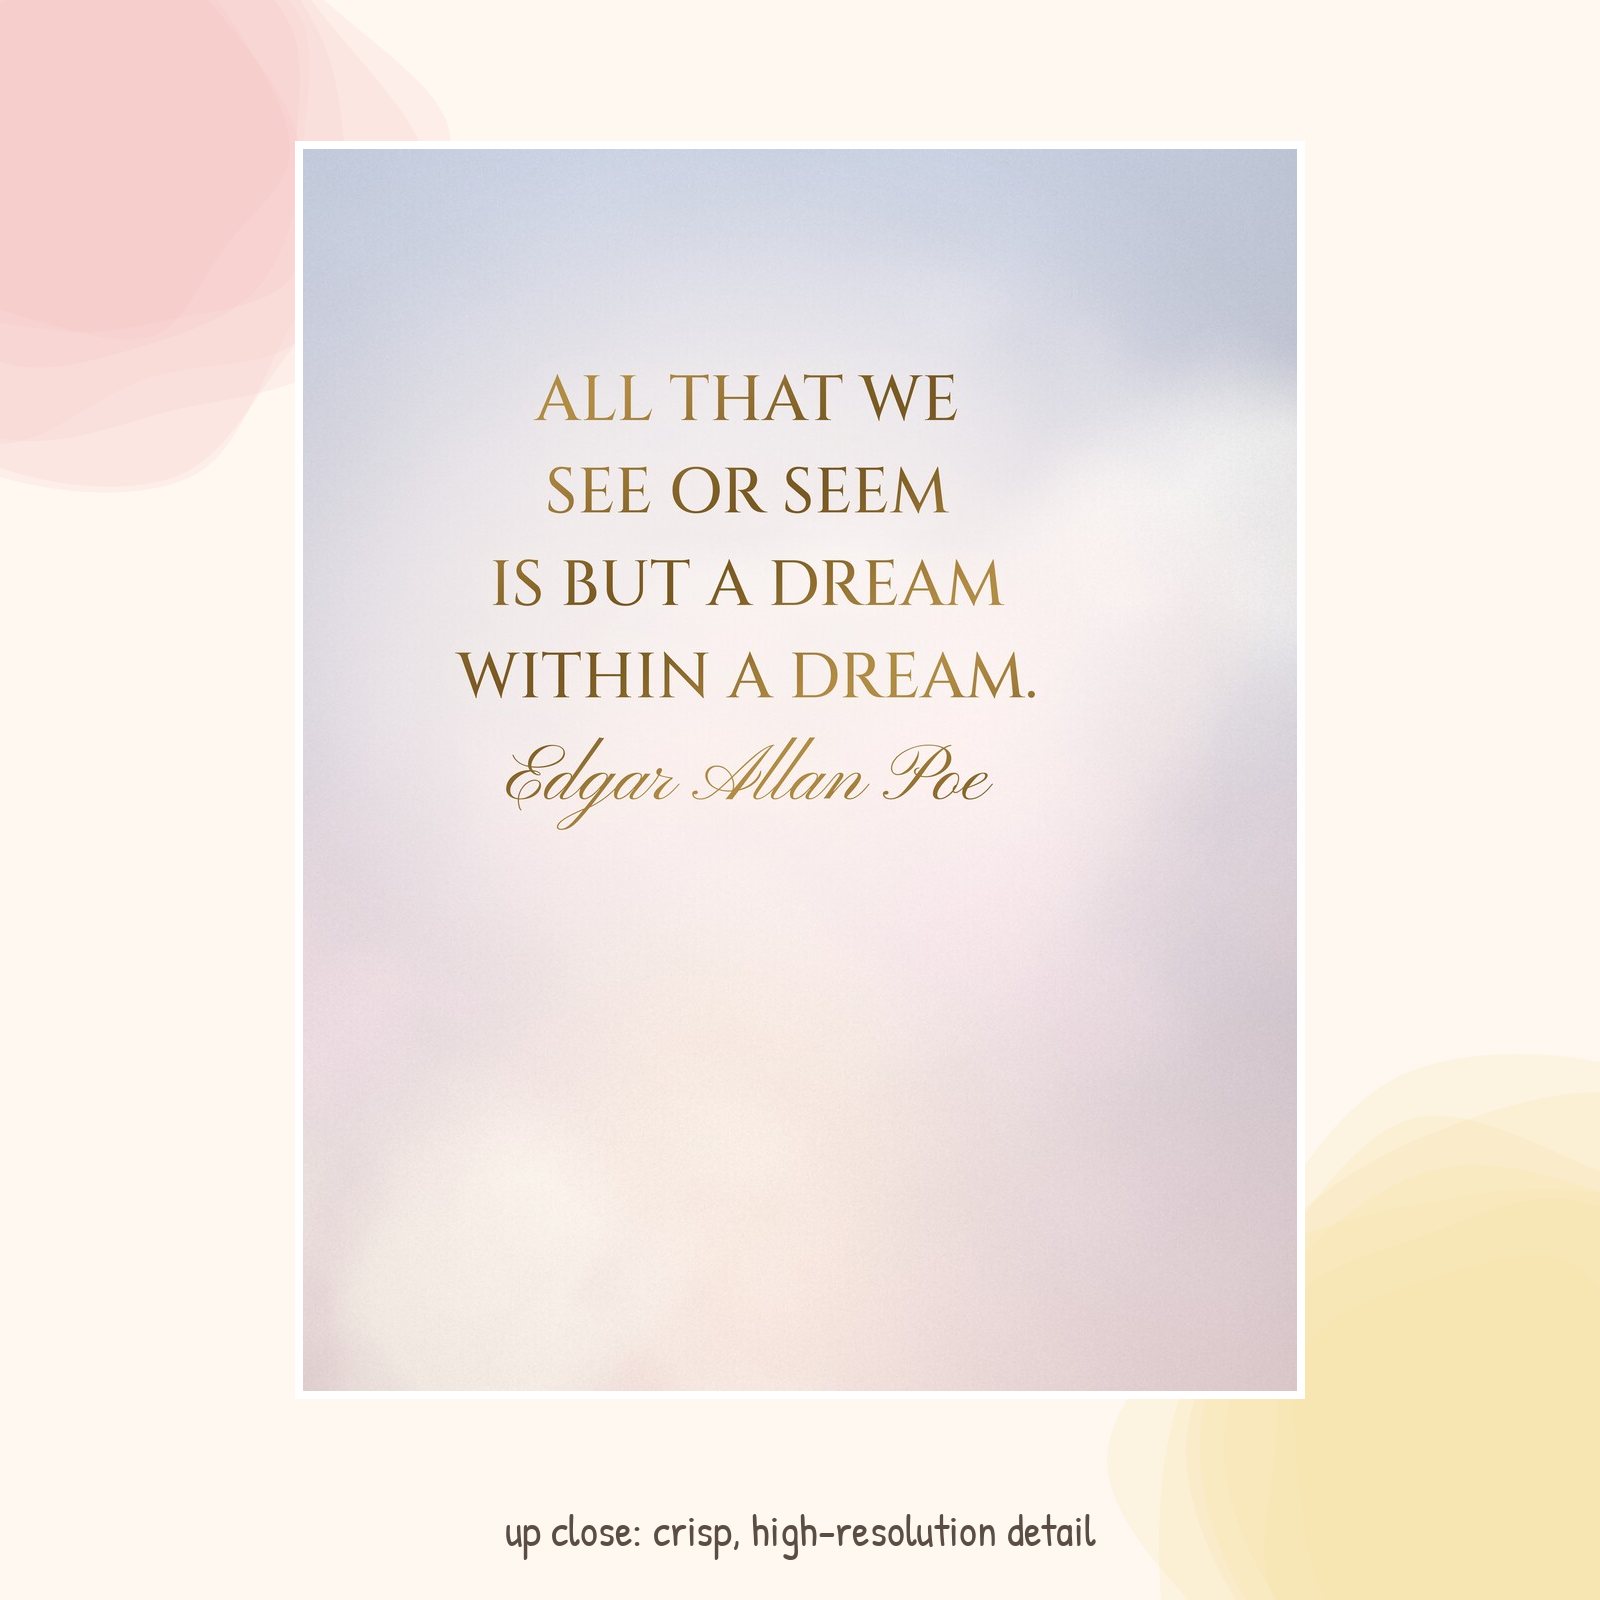 ALL THAT WE
SEE OR SEEM
IS BUT A DREAM
WITHIN A DREAM.
Edgar Allan Poe
up close: crisp, high-resolution detail